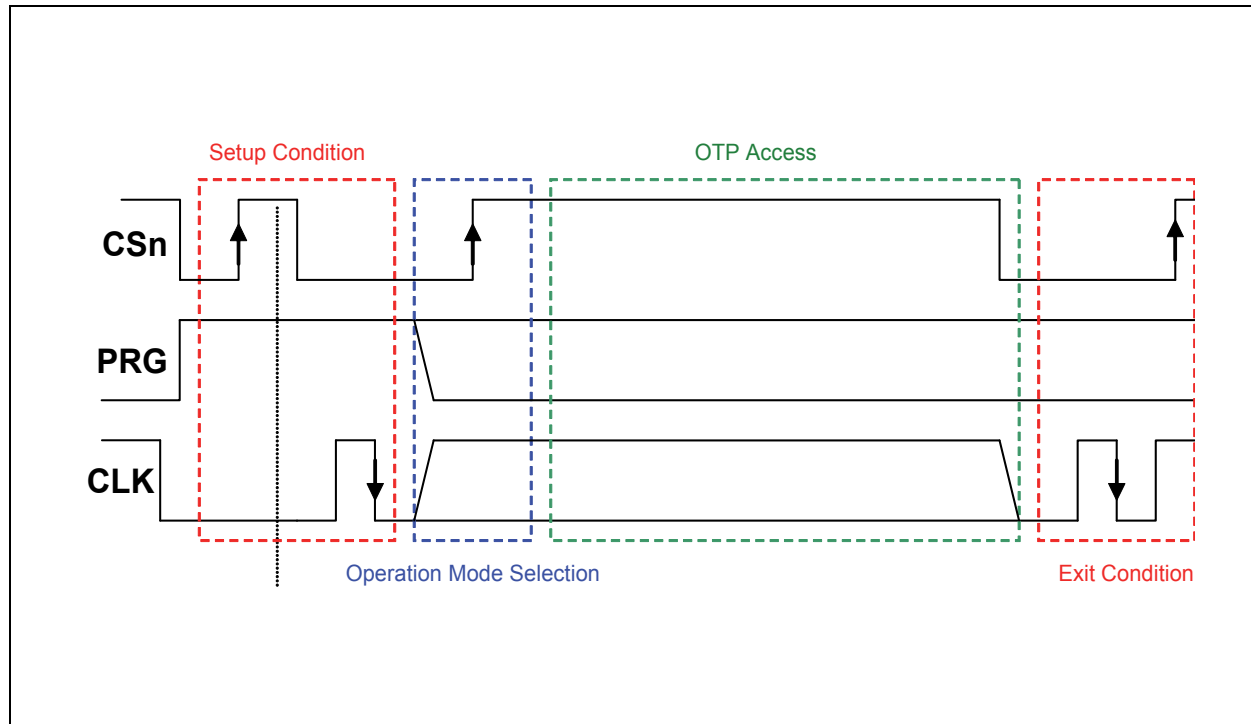 Setup Condition
OTP Access
CSn
PRG
CLK
Operation Mode Selection
Exit Condition